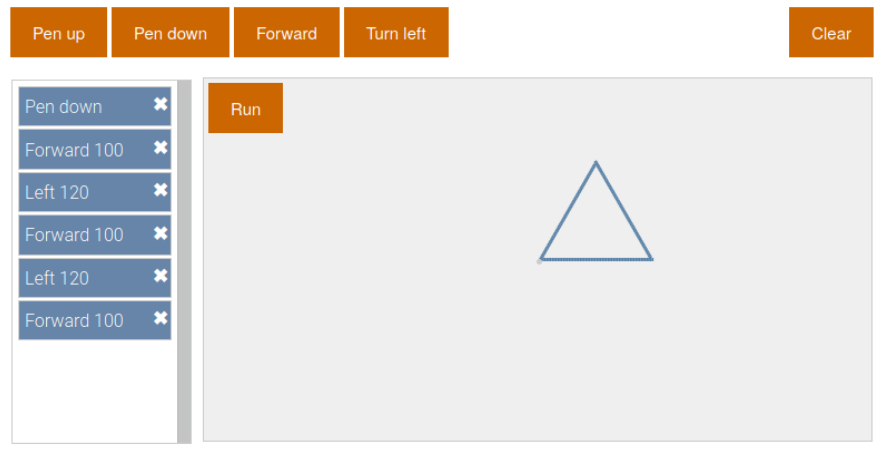 Pen up
Pen down
Forward
Turn left
Clear
Pen down ✖
Forward 100 ✖
Left 120 ✖
Forward 100 ✖
Left 120 ✖
Forward 100 ✖
Run